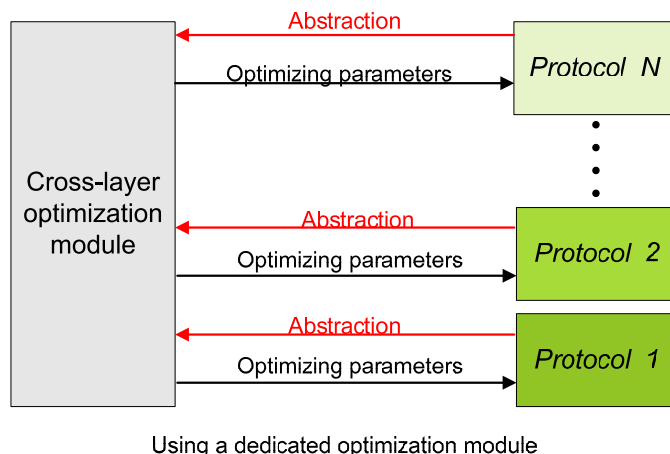 Abstraction
Optimizing parameters
Protocol N
Cross-layer
optimization
module
Abstraction
Optimizing parameters
Protocol 2
Abstraction
Optimizing parameters
Protocol 1
Using a dedicated optimization module